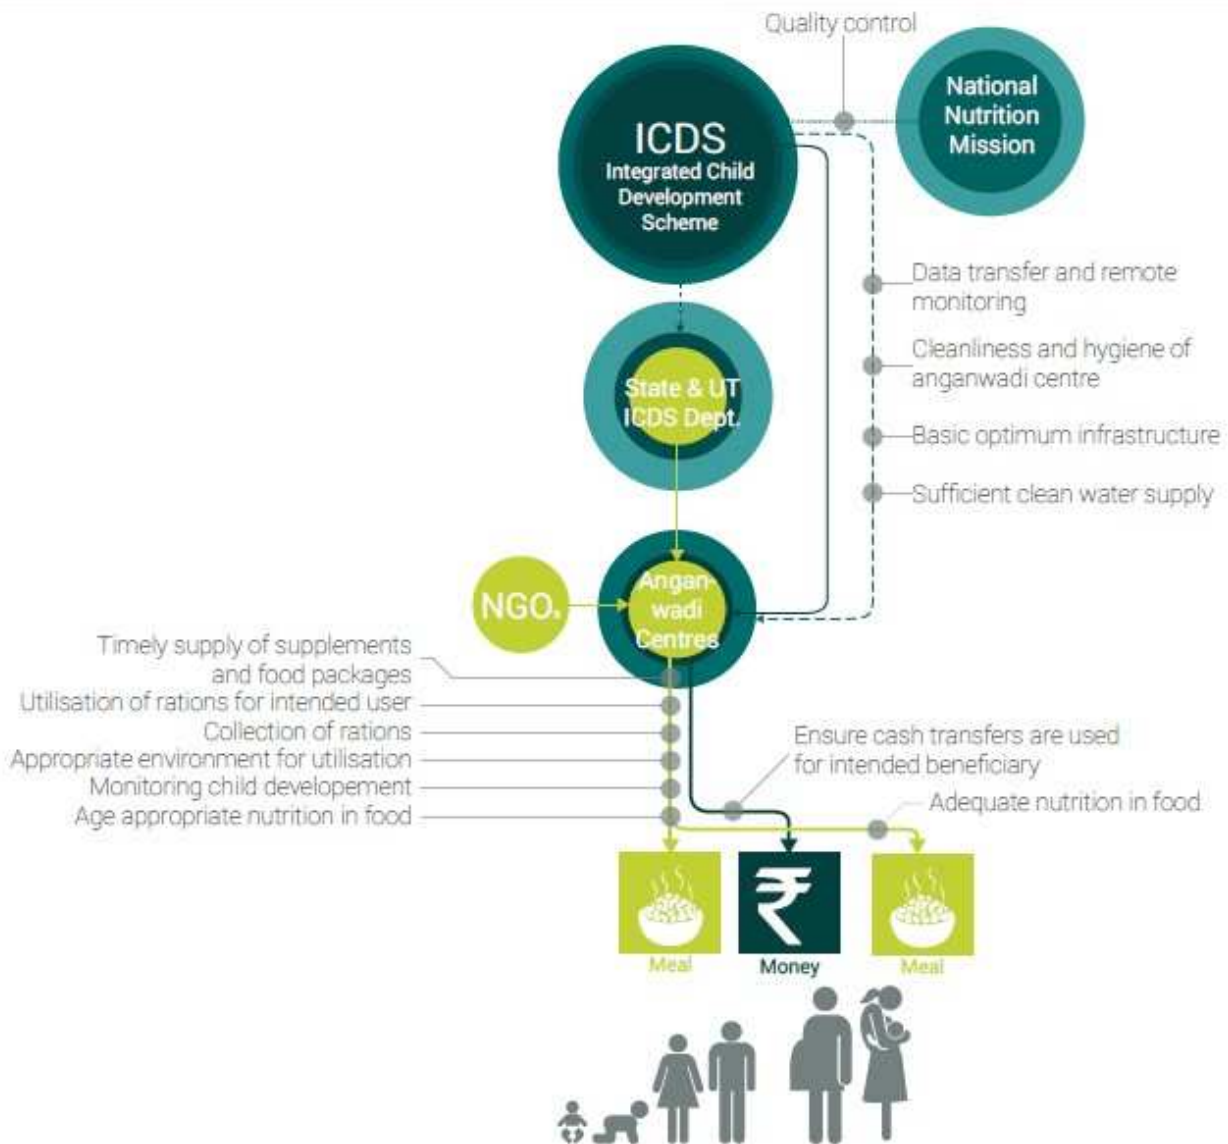 Quality control
National
Nutrition
Mission
ICDS
Integrated Child
Development
Scheme
Data transfer and remote
monitoring
Cleanliness and hygiene of
anganwadi centre
State & UT
ICDS Dept.
Basic optimum infrastructure
Sufficient clean water supply
NGOs
Angan-
wadi
Centres
Timely supply of supplements
and food packages
Utilisation of rations for intended user
Collection of rations
Appropriate environment for utilisation
Monitoring child developement
Age appropriate nutrition in food
Ensure cash transfers are used
for intended beneficiary
Adequate nutrition in food
₹
Meal
Money
Meal